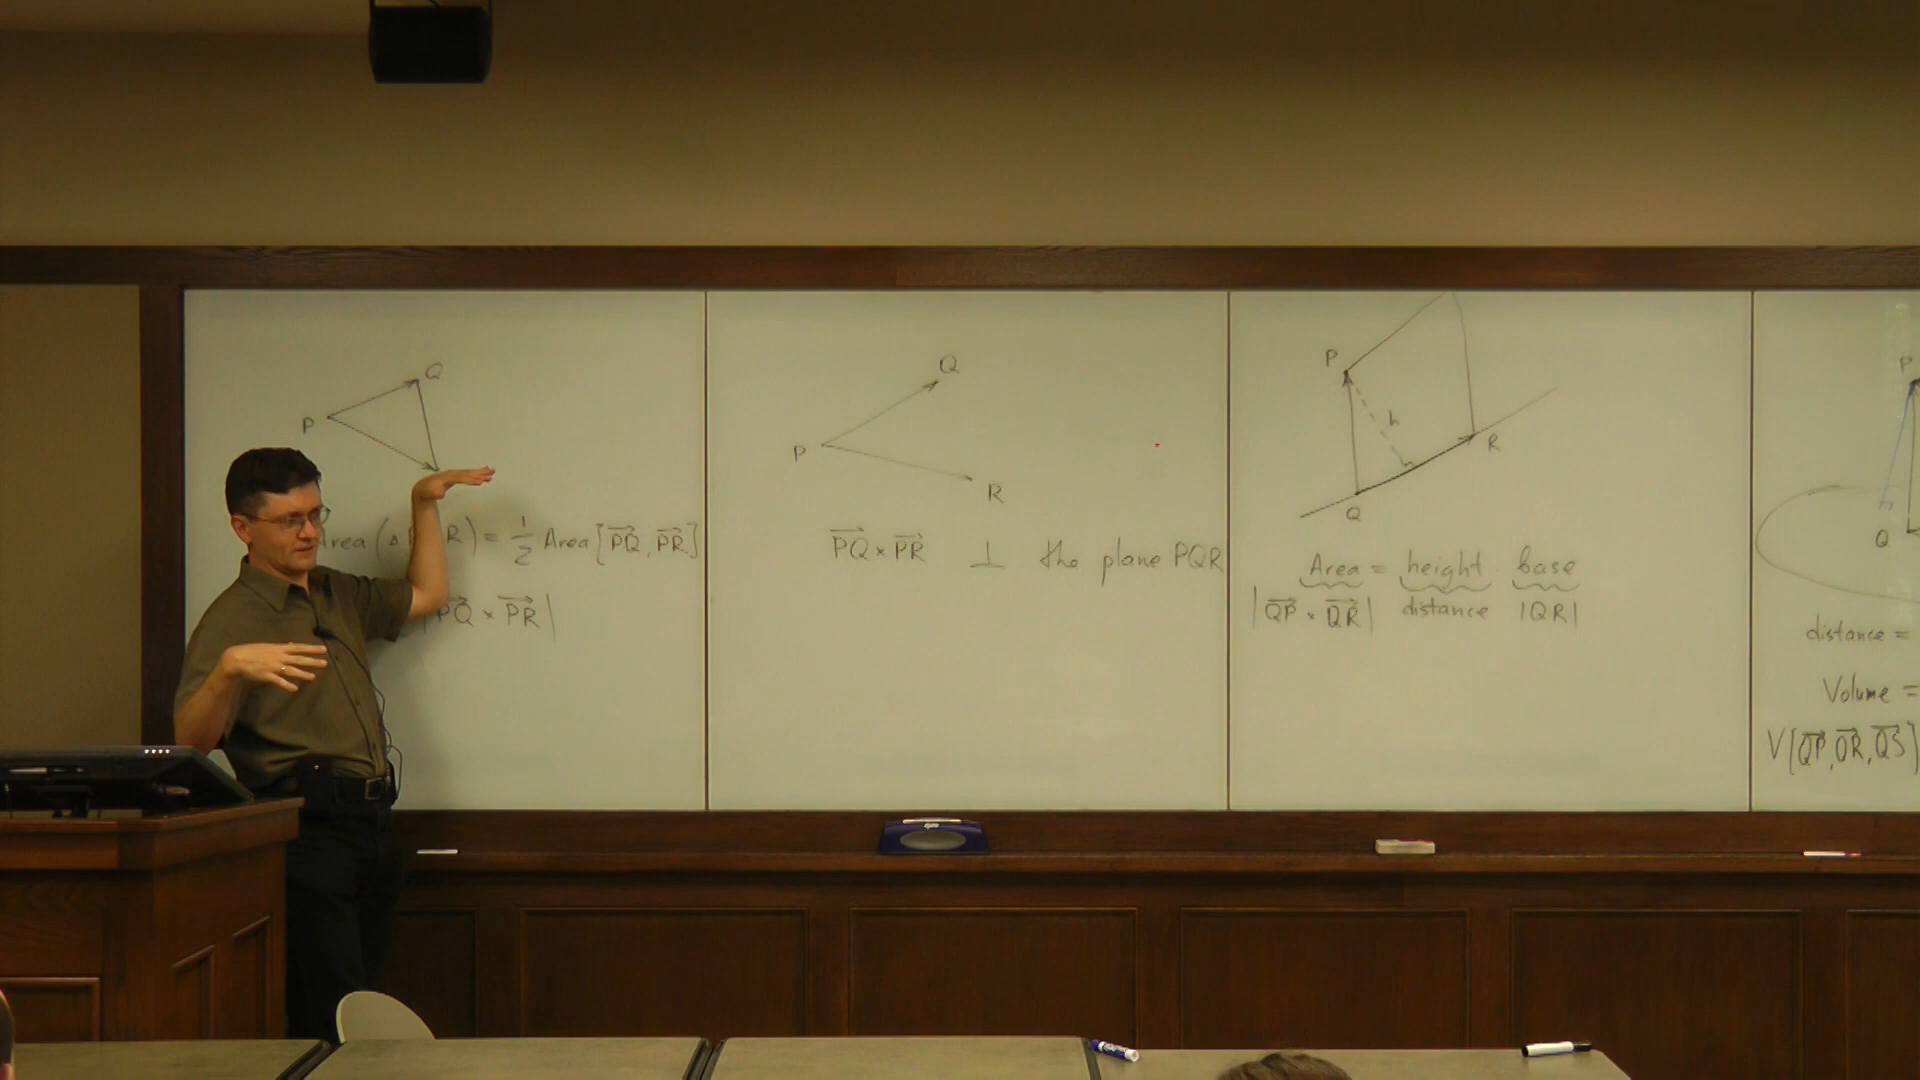 Q
P
Area (△ R) = 1/2 Area [PQ⃗, PR⃗]
|PQ⃗ × PR⃗|
Q
P
R
PQ⃗ × PR⃗ ⊥ the plane PQR
P
h
R
Q
Area = height · base
|QP⃗ × QR⃗| distance |QR|
P
Q
distance =
Volume =
V[QP⃗, QR⃗, QS⃗]